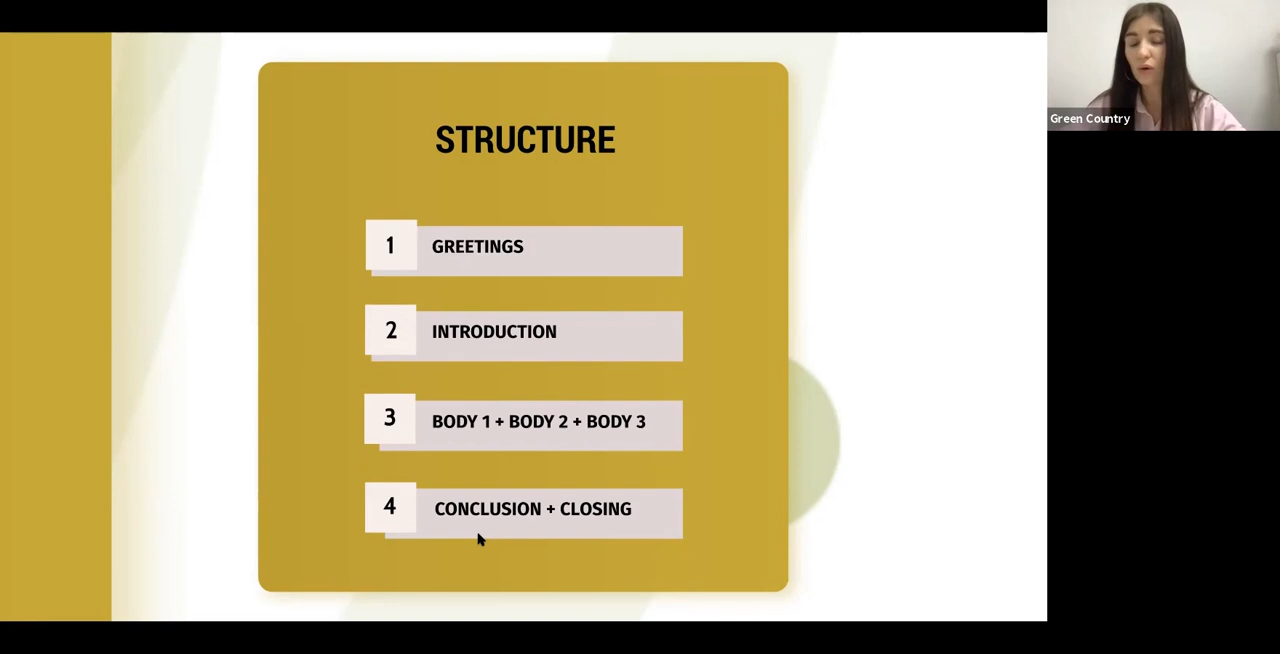 STRUCTURE
1 GREETINGS
2 INTRODUCTION
3 BODY 1 + BODY 2 + BODY 3
4 CONCLUSION + CLOSING
Green Country